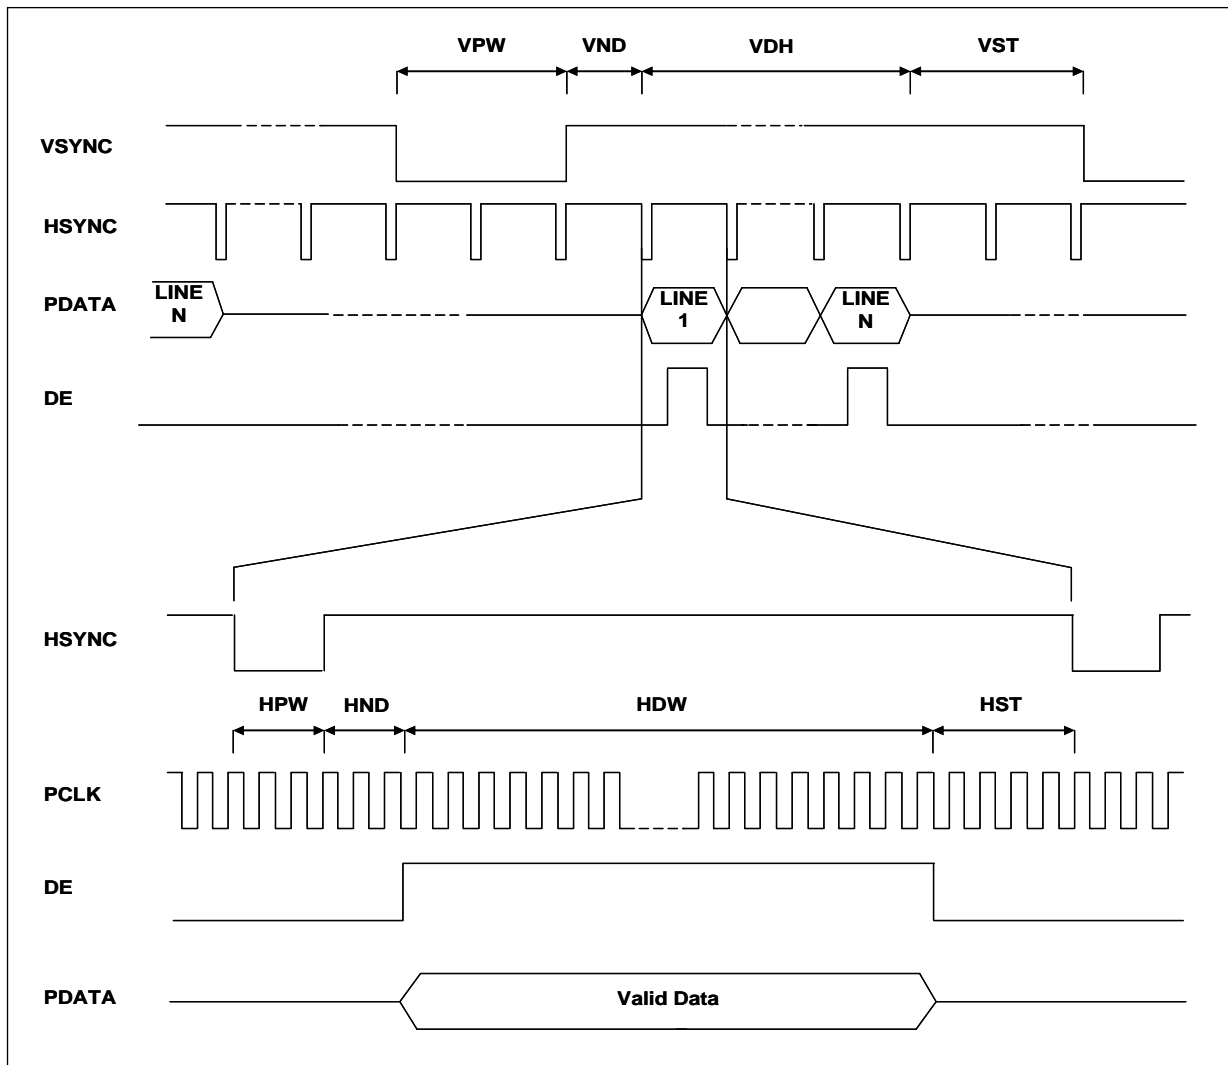 VPW VND VDH VST
VSYNC
HSYNC
LINE
N
PDATA
LINE
1
LINE
N
DE
HSYNC
HPW HND HDW HST
PCLK
DE
PDATA
Valid Data